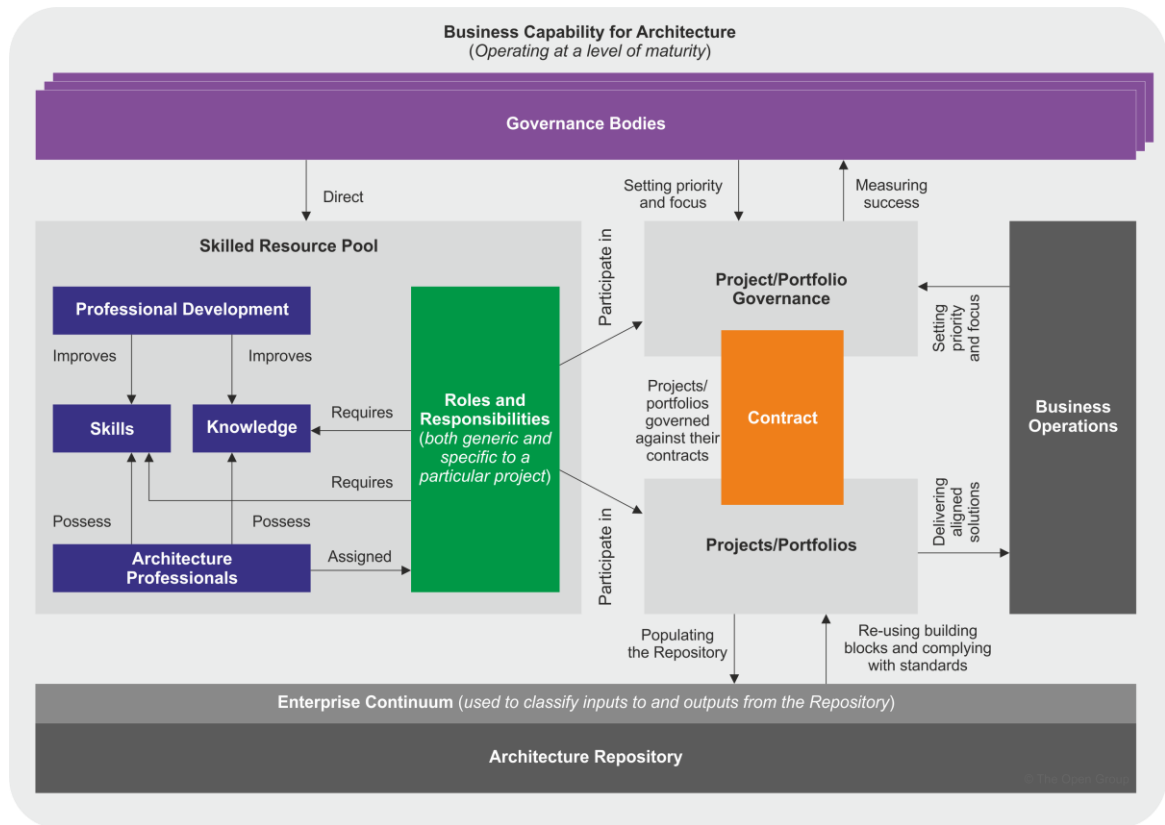 Business Capability for Architecture
(Operating at a level of maturity)
Governance Bodies
Direct
Setting priority
and focus
Measuring
success
Skilled Resource Pool
Professional Development
Improves
Improves
Skills
Knowledge
Requires
Requires
Possess
Possess
Architecture
Professionals
Assigned
Roles and
Responsibilities
(both generic and
specific to a
particular project)
Participate in
Participate in
Project/Portfolio
Governance
Projects/
portfolios
governed
against their
contracts
Contract
Projects/Portfolios
Setting
priority
and focus
Delivering
aligned
solutions
Business
Operations
Populating
the Repository
Re-using building
blocks and complying
with standards
Enterprise Continuum (used to classify inputs to and outputs from the Repository)
Architecture Repository
© The Open Group